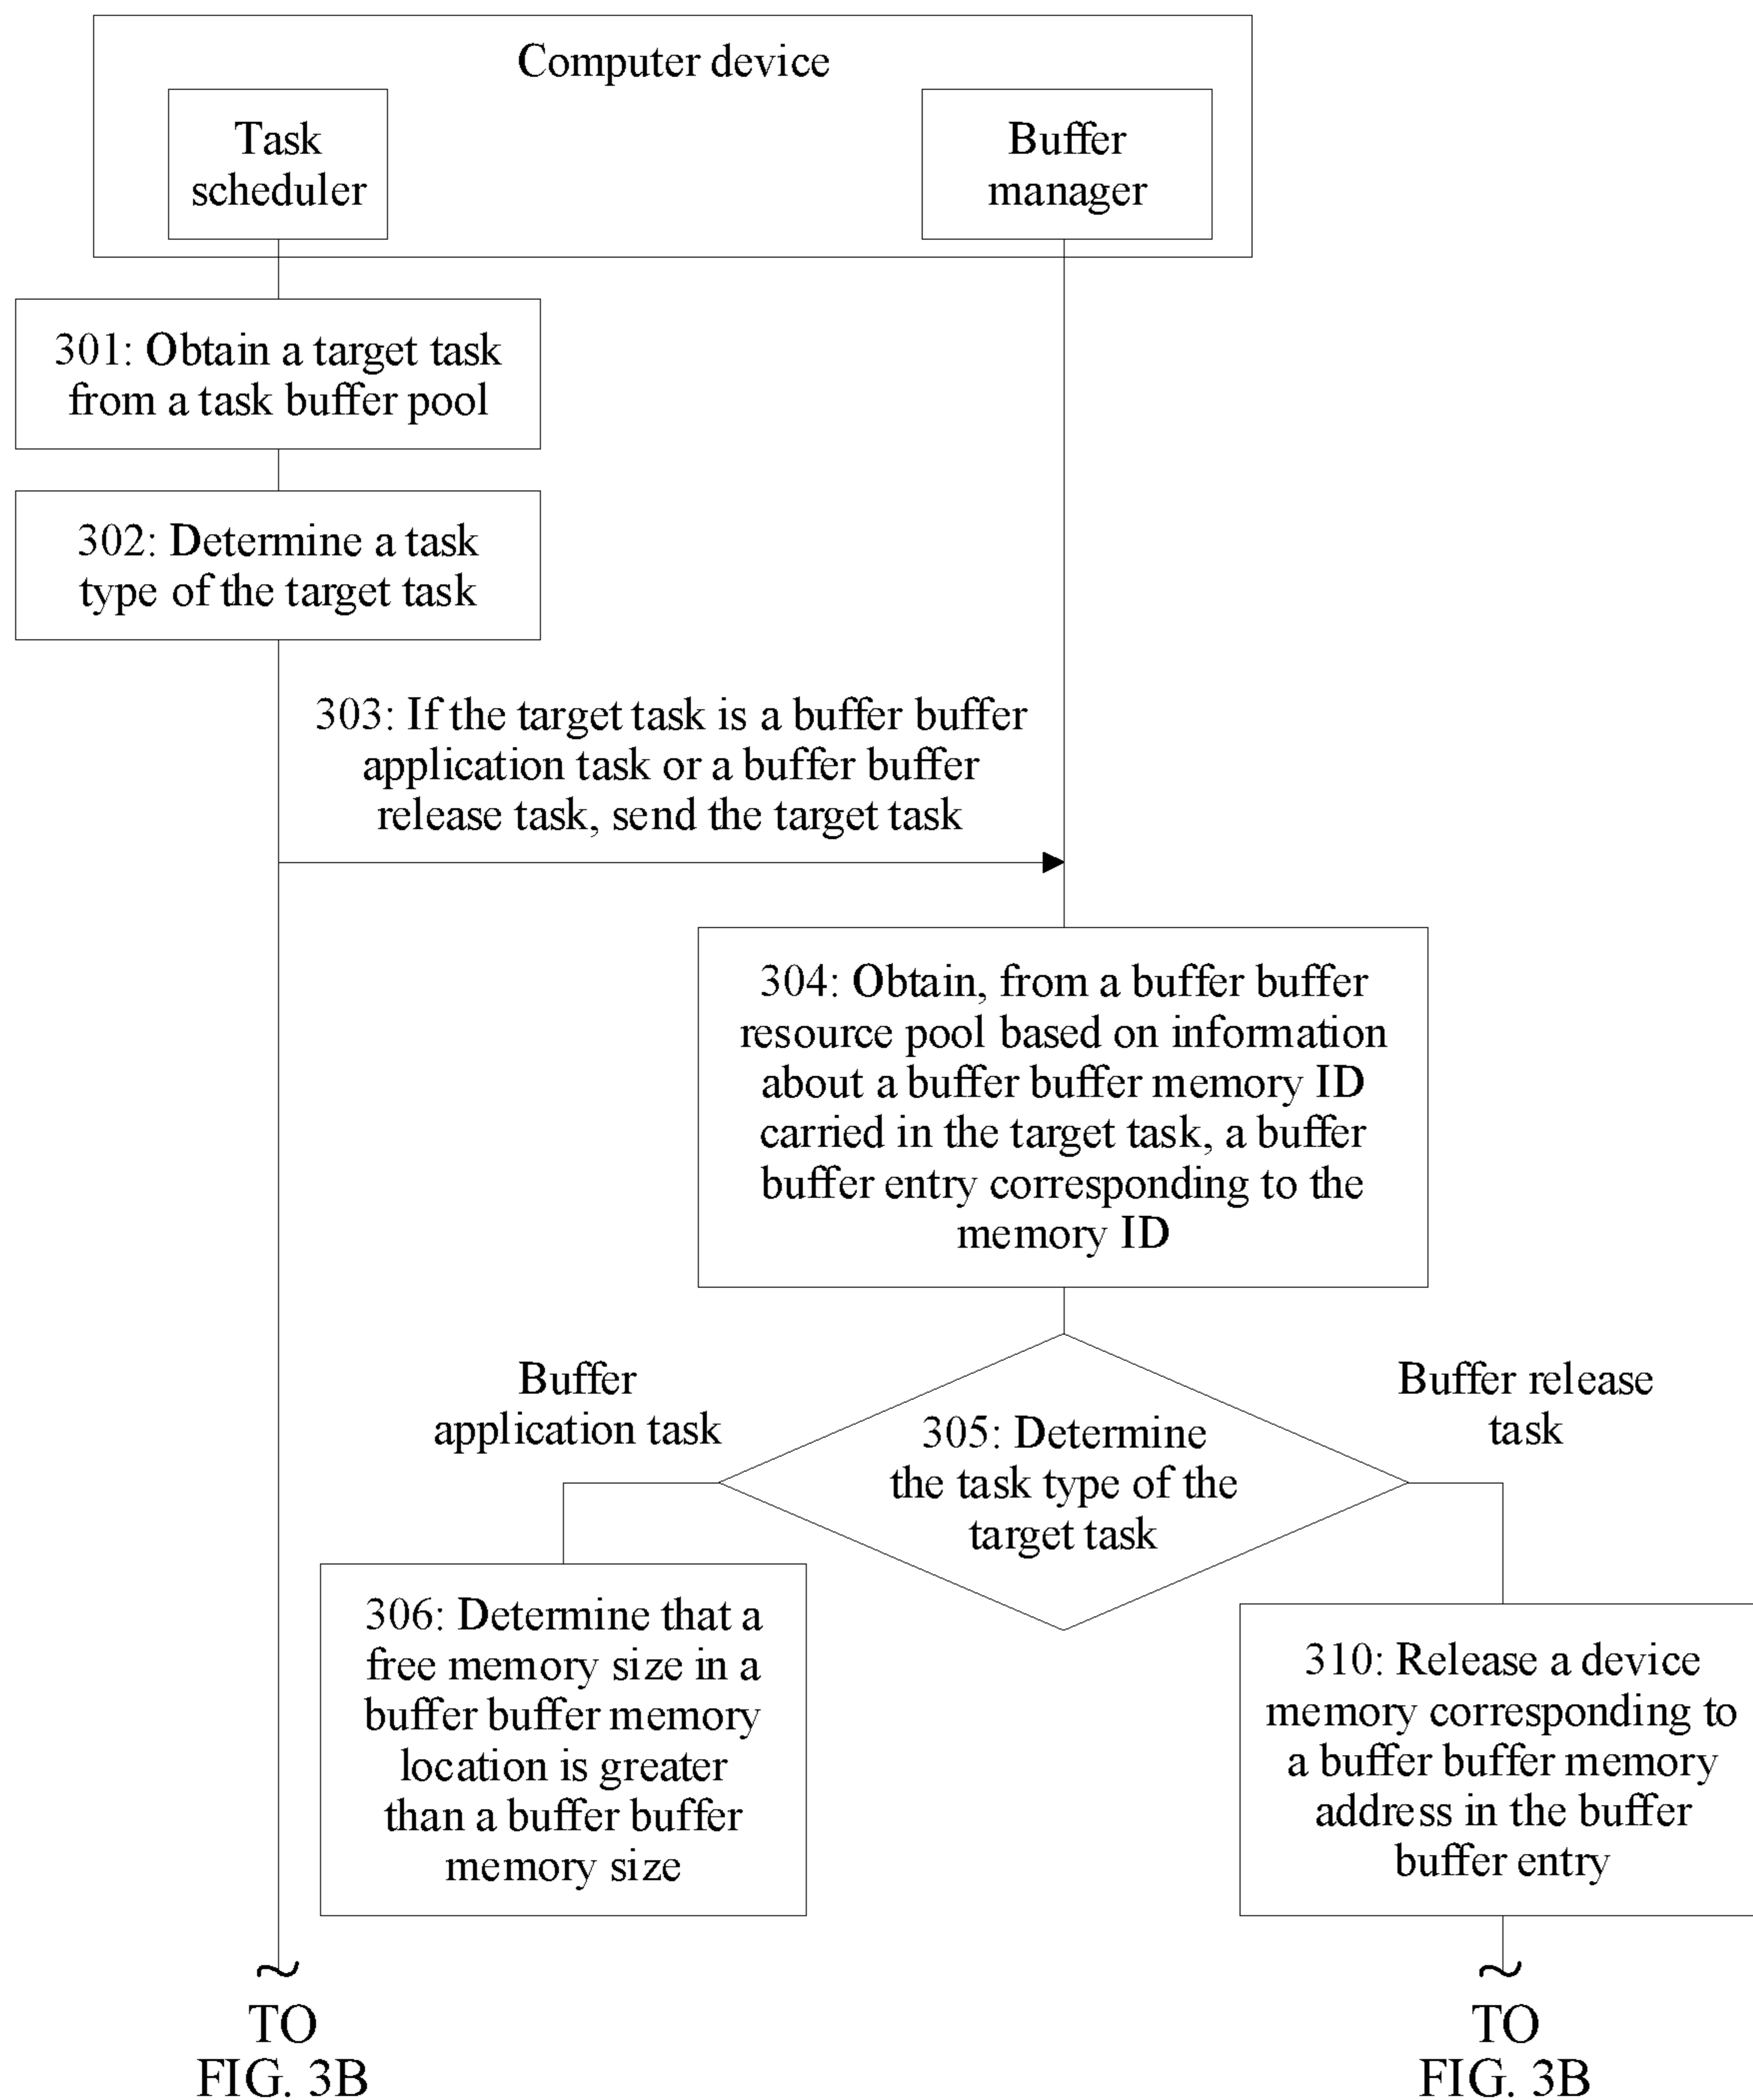 Computer device
Task
scheduler
Buffer
manager
301: Obtain a target task
from a task buffer pool
302: Determine a task
type of the target task
303: If the target task is a buffer buffer
application task or a buffer buffer
release task, send the target task
304: Obtain, from a buffer buffer
resource pool based on information
about a buffer buffer memory ID
carried in the target task, a buffer
buffer entry corresponding to the
memory ID
Buffer
application task
305: Determine
the task type of the
target task
Buffer release
task
306: Determine that a
free memory size in a
buffer buffer memory
location is greater
than a buffer buffer
memory size
310: Release a device
memory corresponding to
a buffer buffer memory
address in the buffer
buffer entry
TO
FIG. 3B
TO
FIG. 3B